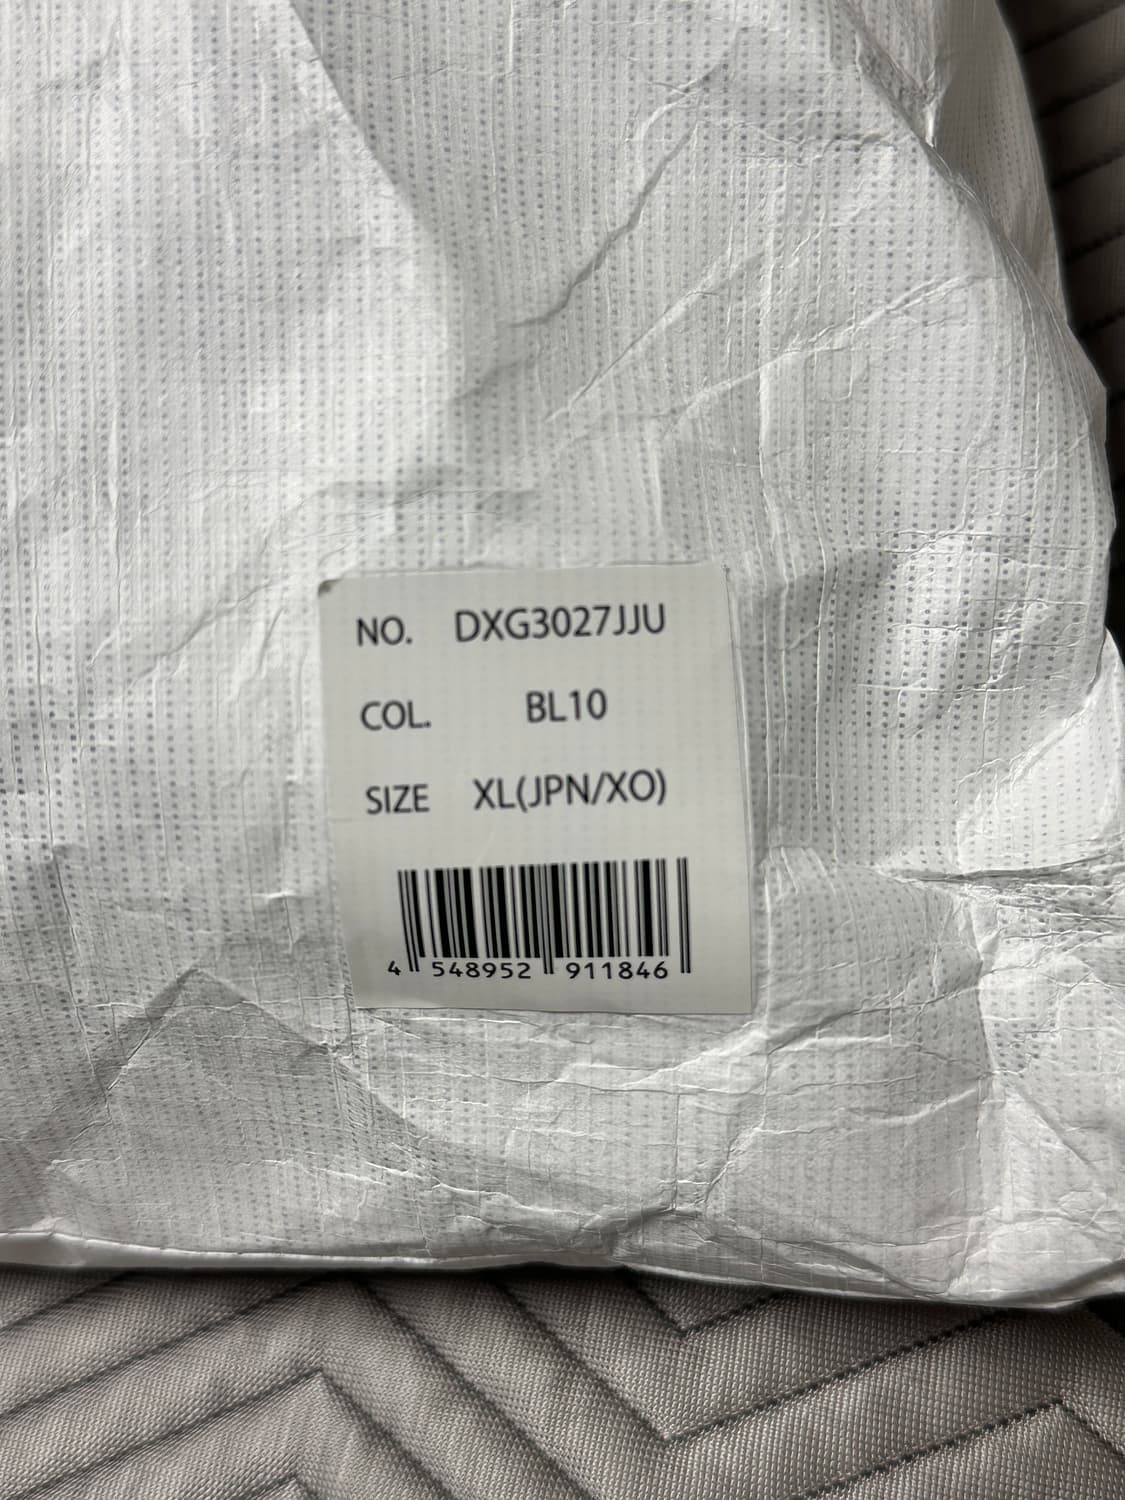 NO. DXG3027JJU
COL. BL10
SIZE XL(JPN/XO)
4 548952 911846